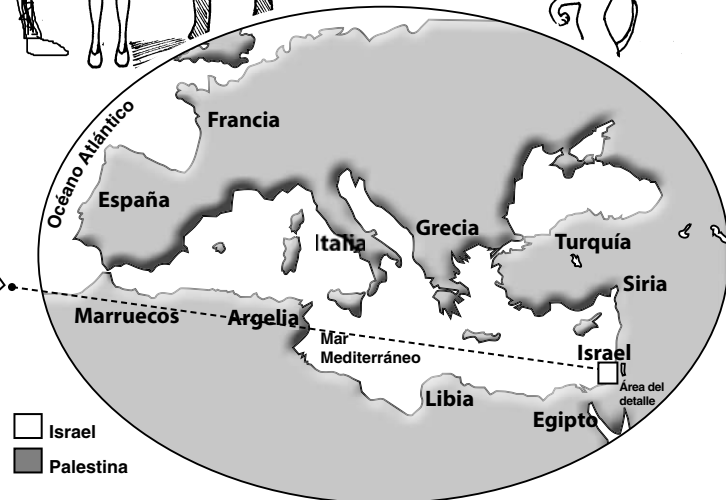 Océano Atlántico
Francia
España
Italia
Grecia
Turquía
Siria
Marruecos
Argelia
Mar
Mediterráneo
Israel
Área del
detalle
Libia
Egipto
Israel
Palestina